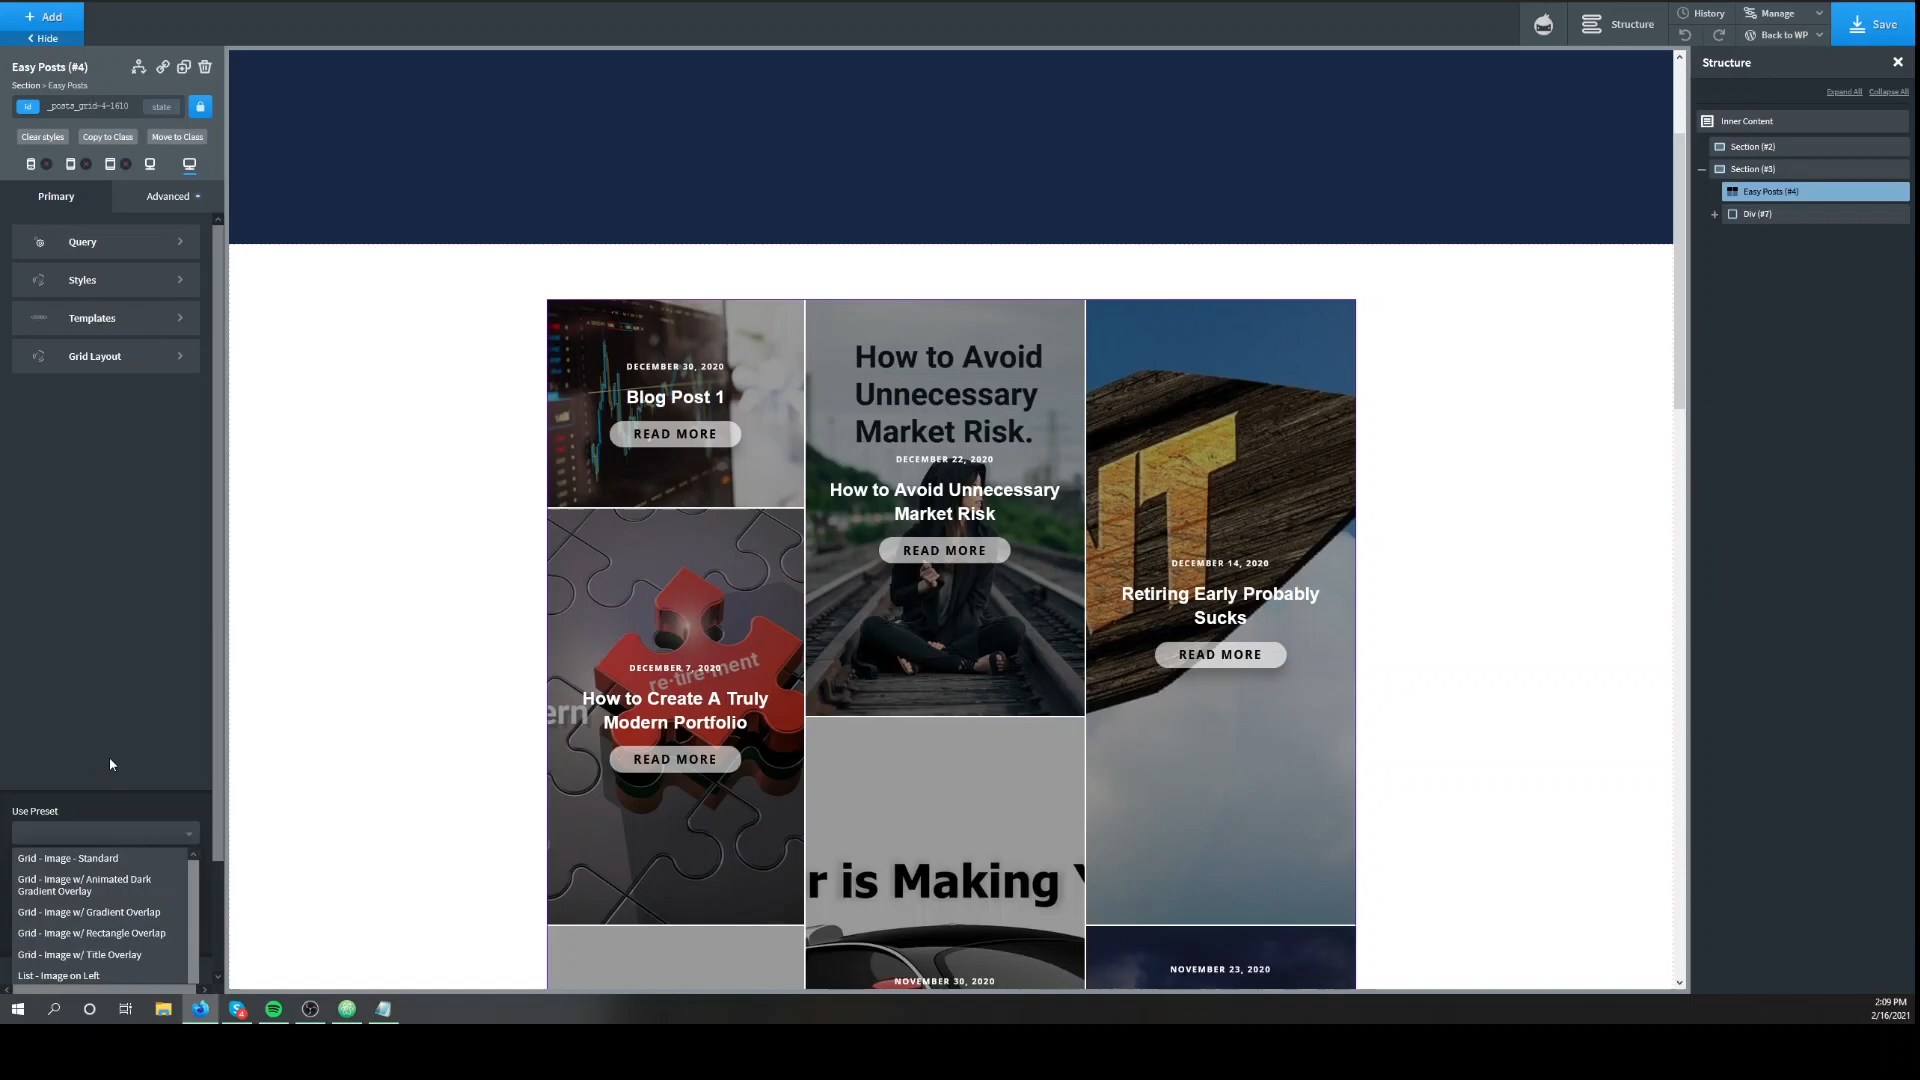 + Add
< Hide
Structure
History
Manage
Back to WP
Save
Easy Posts (#4)
Section > Easy Posts
id
_posts_grid-4-1610
state
Clear styles
Copy to Class
Move to Class
Primary
Advanced
Query
Styles
Templates
Grid Layout
Use Preset
Grid - Image - Standard
Grid - Image w/ Animated Dark
Gradient Overlay
Grid - Image w/ Gradient Overlap
Grid - Image w/ Rectangle Overlap
Grid - Image w/ Title Overlay
List - Image on Left
DECEMBER 30, 2020
Blog Post 1
READ MORE
How to Avoid
Unnecessary
Market Risk.
DECEMBER 22, 2020
How to Avoid Unnecessary
Market Risk
READ MORE
NT
DECEMBER 14, 2020
Retiring Early Probably
Sucks
READ MORE
re·tire·ment
ern
DECEMBER 7, 2020
How to Create A Truly
Modern Portfolio
READ MORE
r is Making Y
NOVEMBER 30, 2020
NOVEMBER 23, 2020
Structure
Expand All
Collapse All
Inner Content
Section (#2)
Section (#3)
Easy Posts (#4)
Div (#7)
4
2:09 PM
2/16/2021